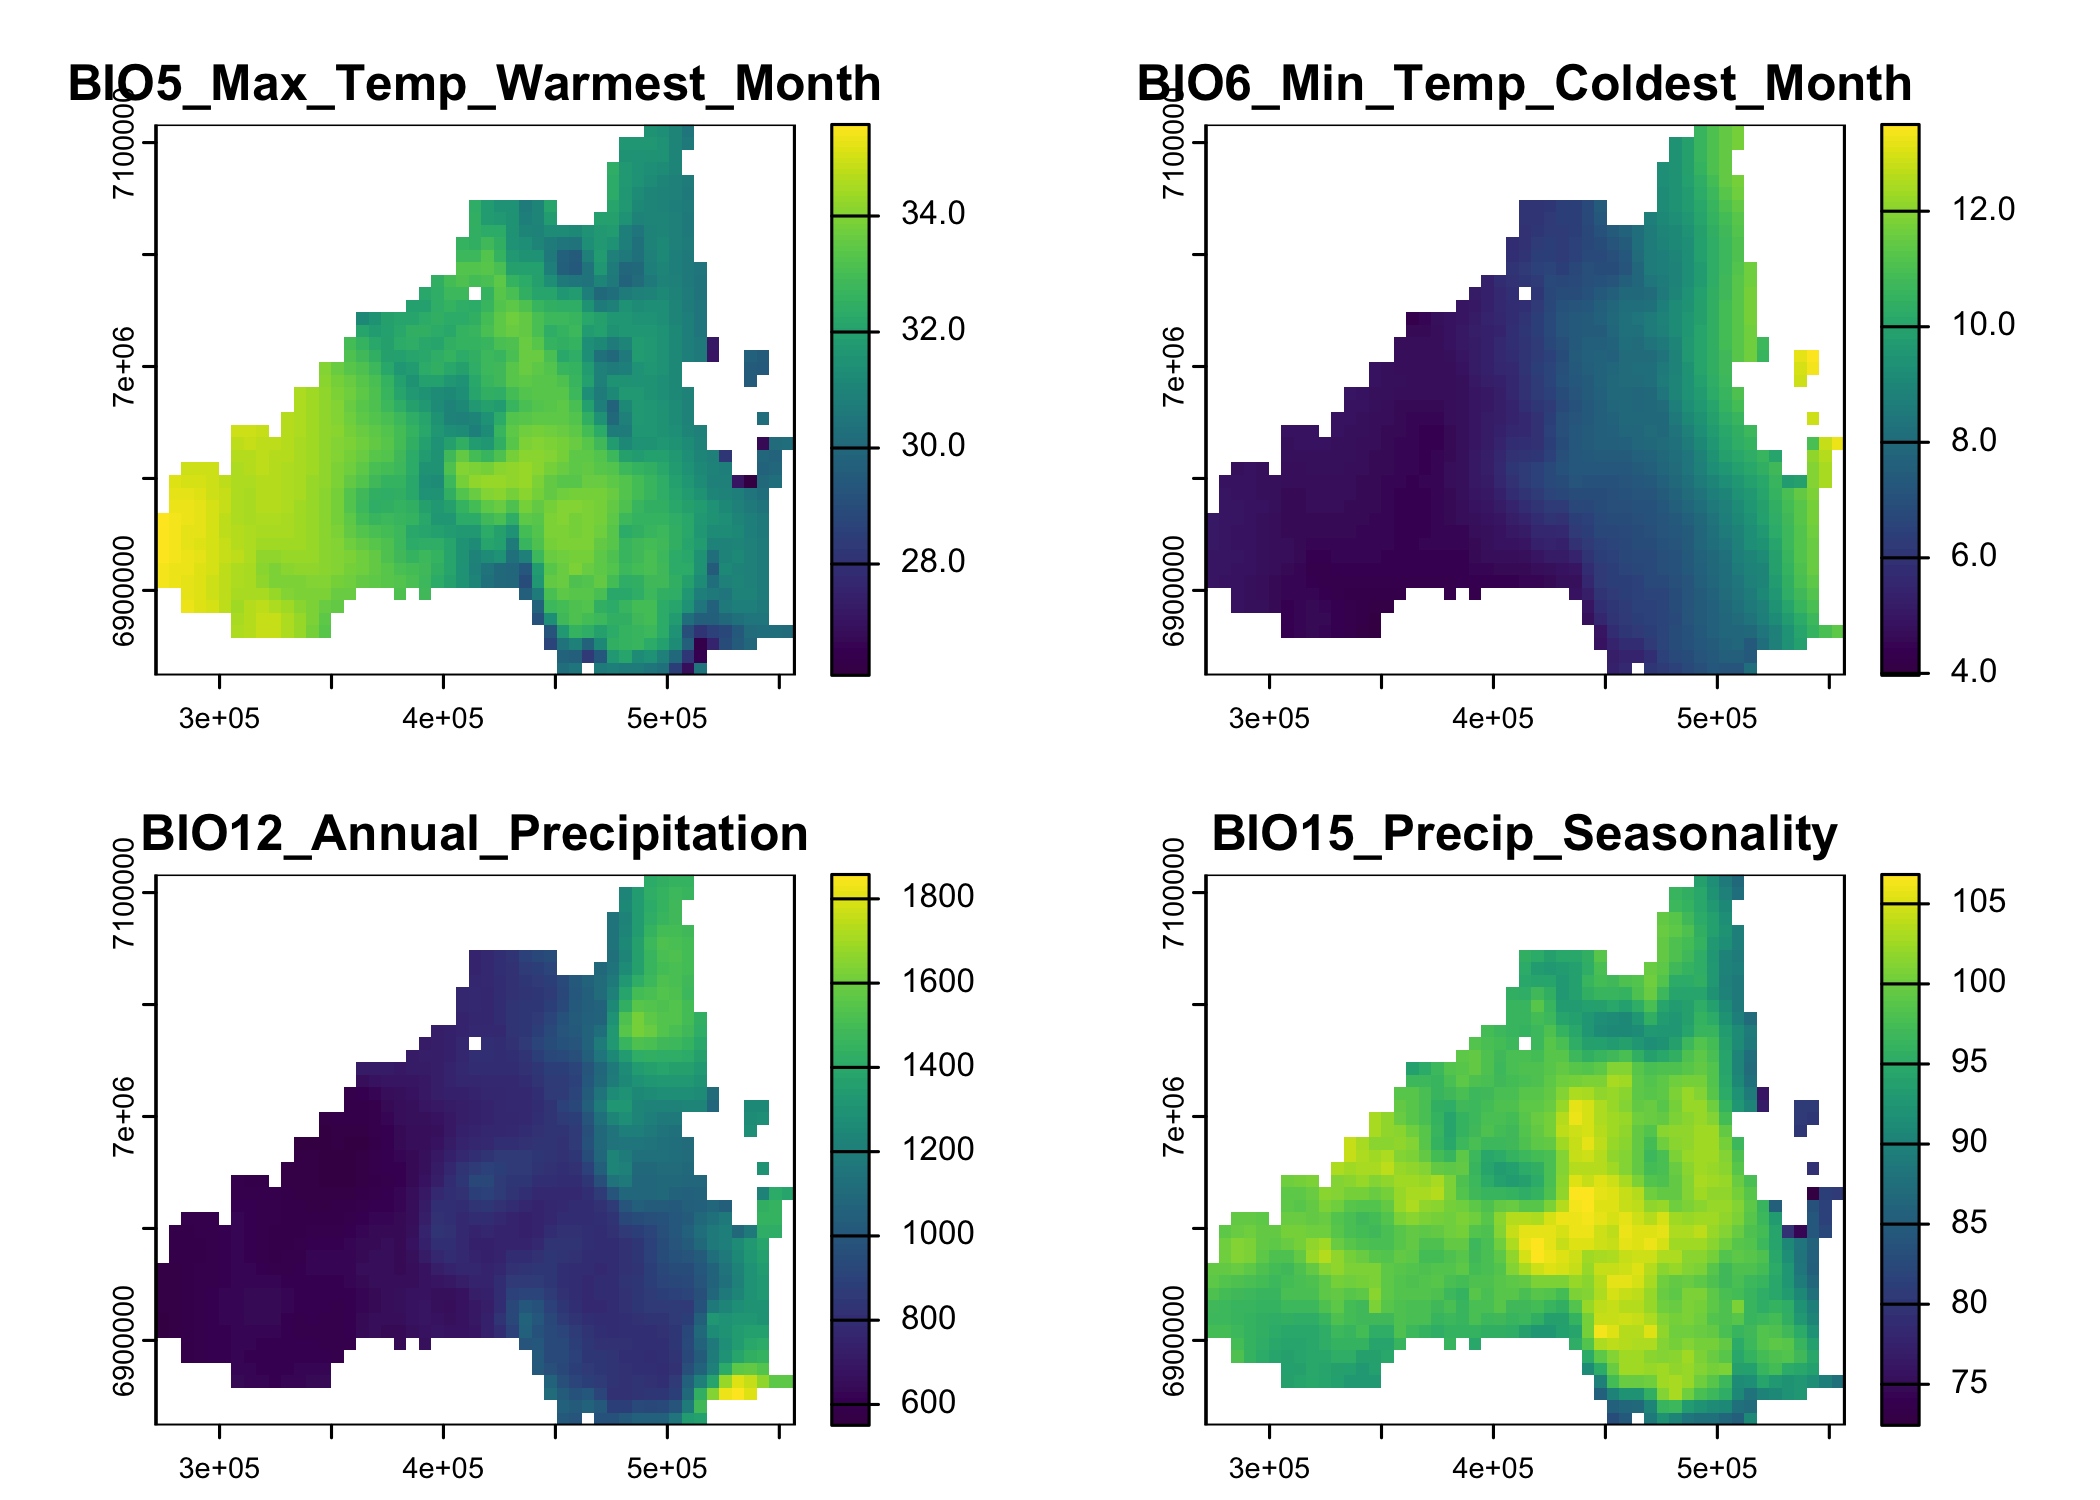 BIO5_Max_Temp_Warmest_Month
7100000
7e+06
6900000
3e+05 4e+05 5e+05
34.0
32.0
30.0
28.0
BIO6_Min_Temp_Coldest_Month
7100000
7e+06
6900000
3e+05 4e+05 5e+05
12.0
10.0
8.0
6.0
4.0
BIO12_Annual_Precipitation
7100000
7e+06
6900000
3e+05 4e+05 5e+05
1800
1600
1400
1200
1000
800
600
BIO15_Precip_Seasonality
7100000
7e+06
6900000
3e+05 4e+05 5e+05
105
100
95
90
85
80
75